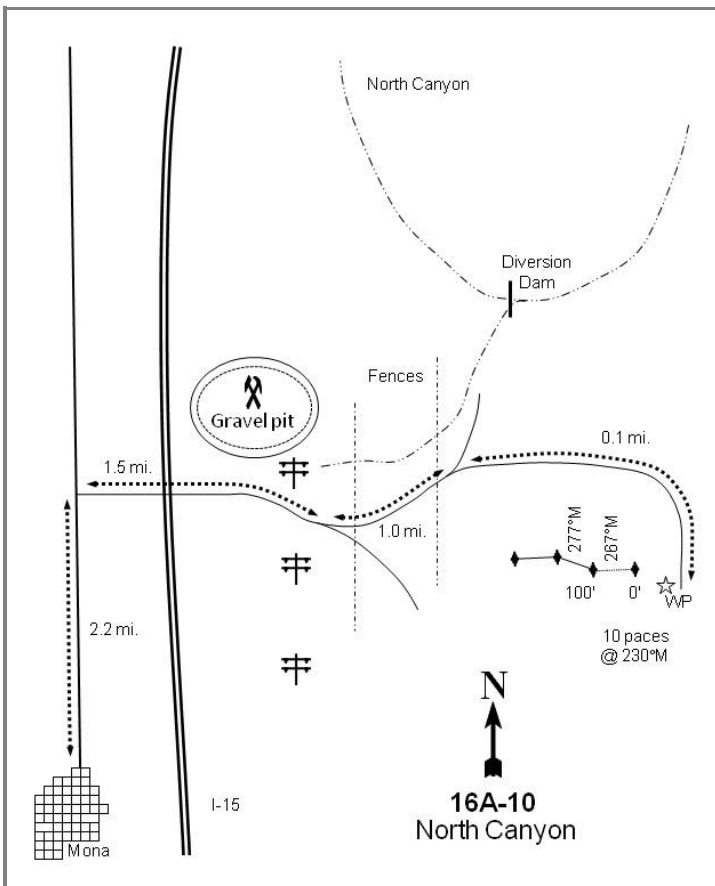 North Canyon
Diversion
Dam
Fences
Gravel pit
1.5 mi.
0.1 mi.
1.0 mi.
277°M
267°M
100'
0'
WP
2.2 mi.
10 paces
@ 230°M
N
I-15
16A-10
North Canyon
Mona